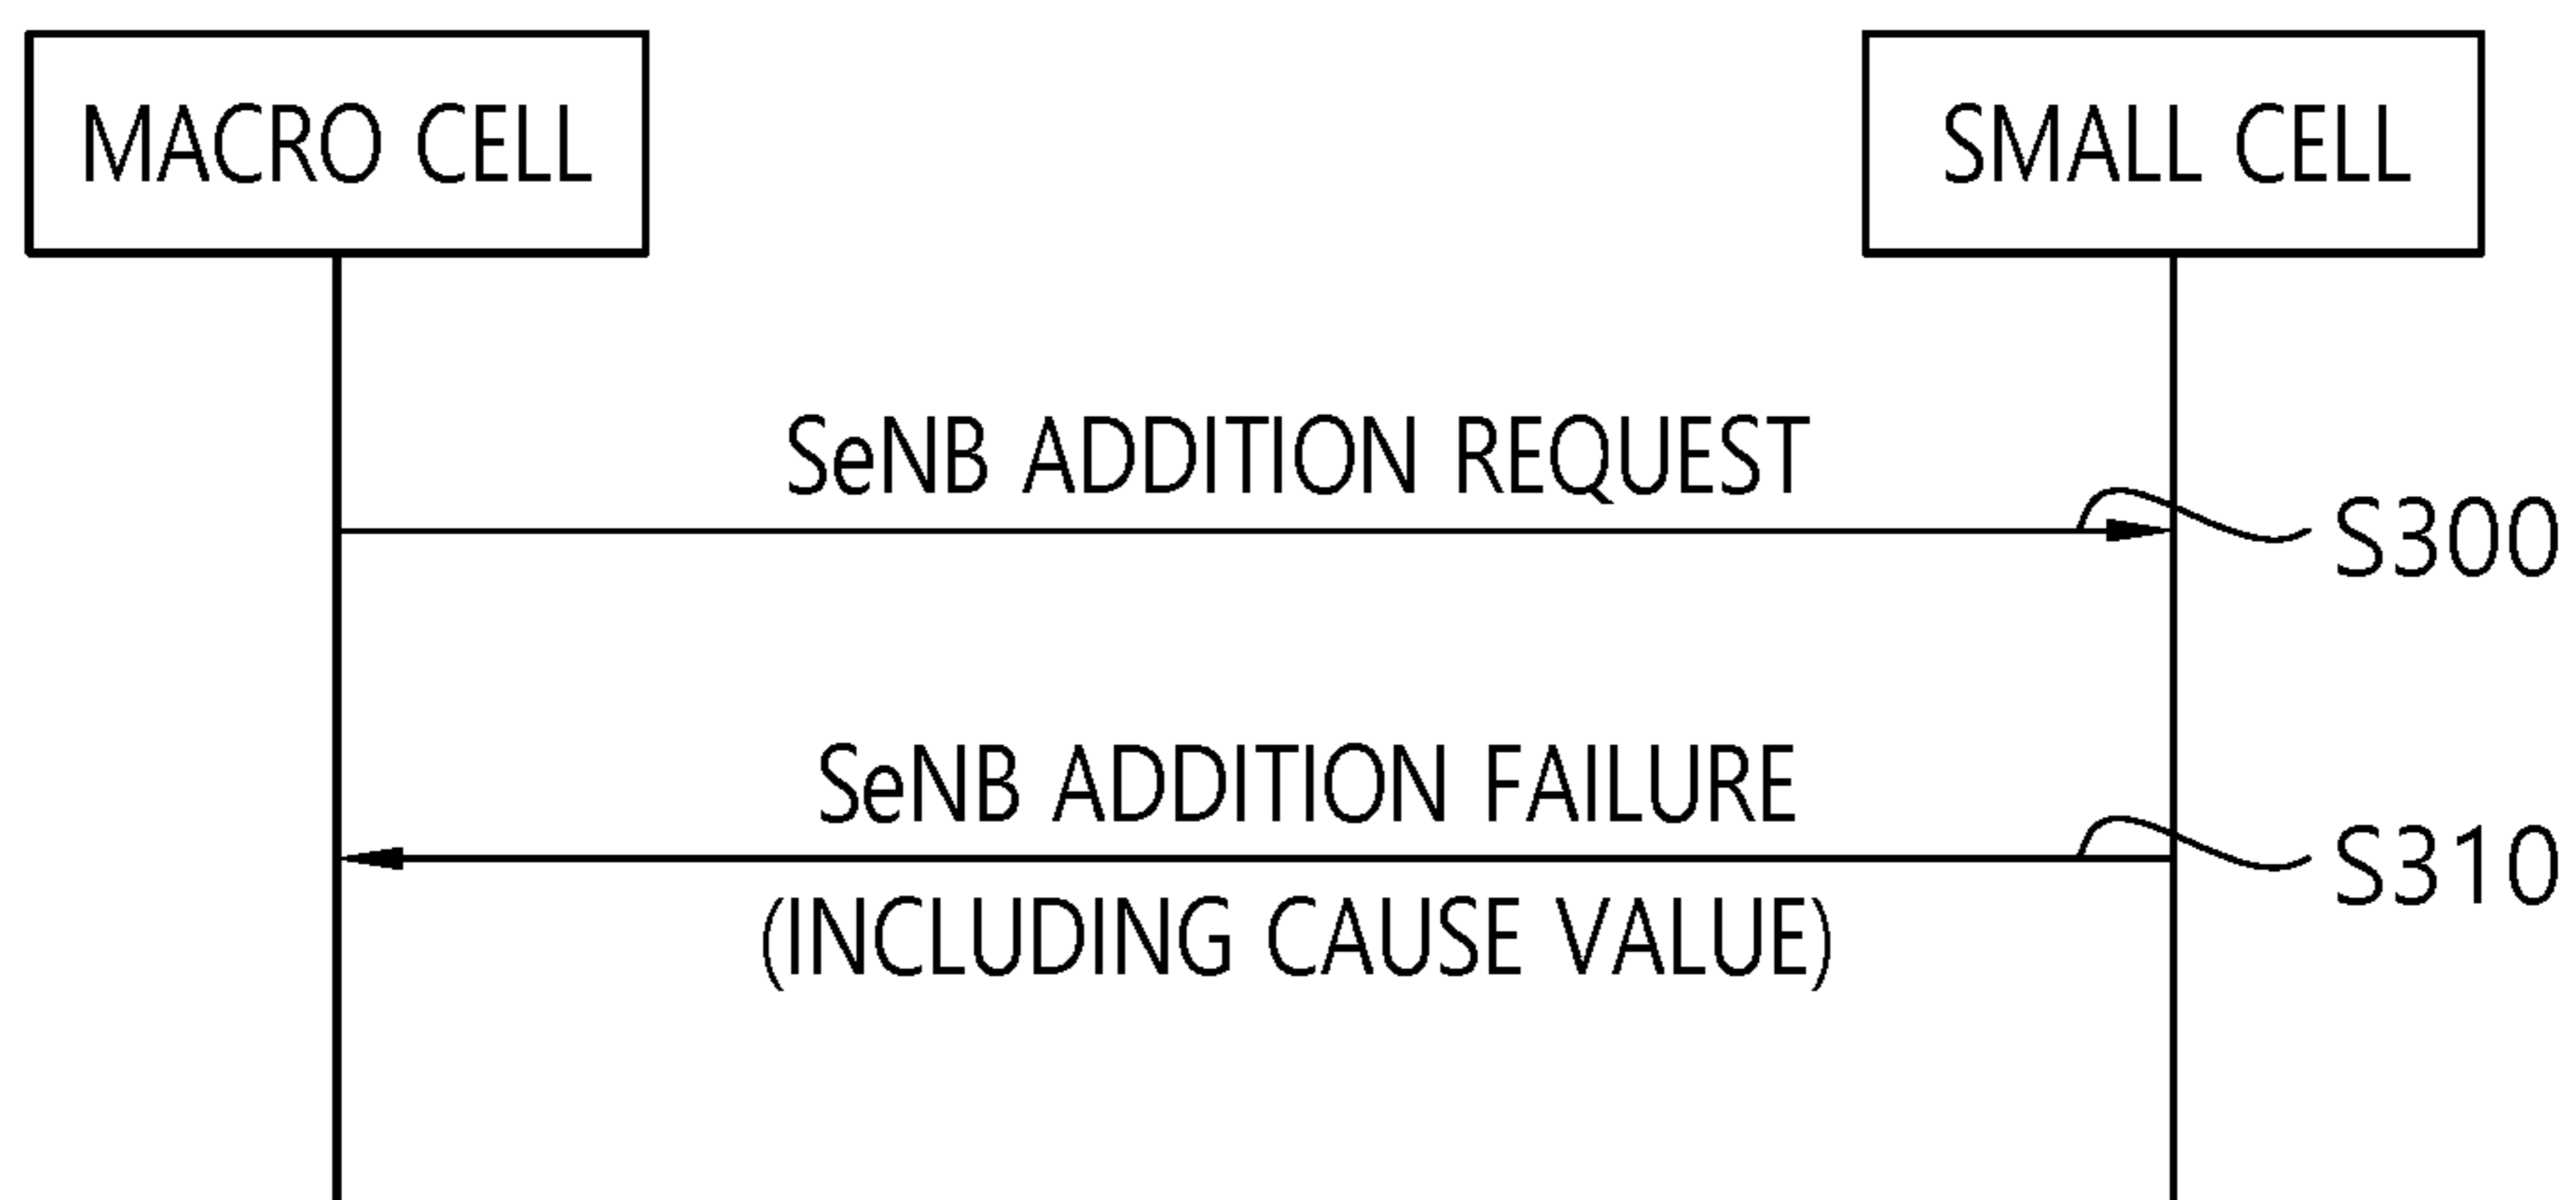 MACRO CELL
SMALL CELL
SeNB ADDITION REQUEST
S300
SeNB ADDITION FAILURE
S310
(INCLUDING CAUSE VALUE)